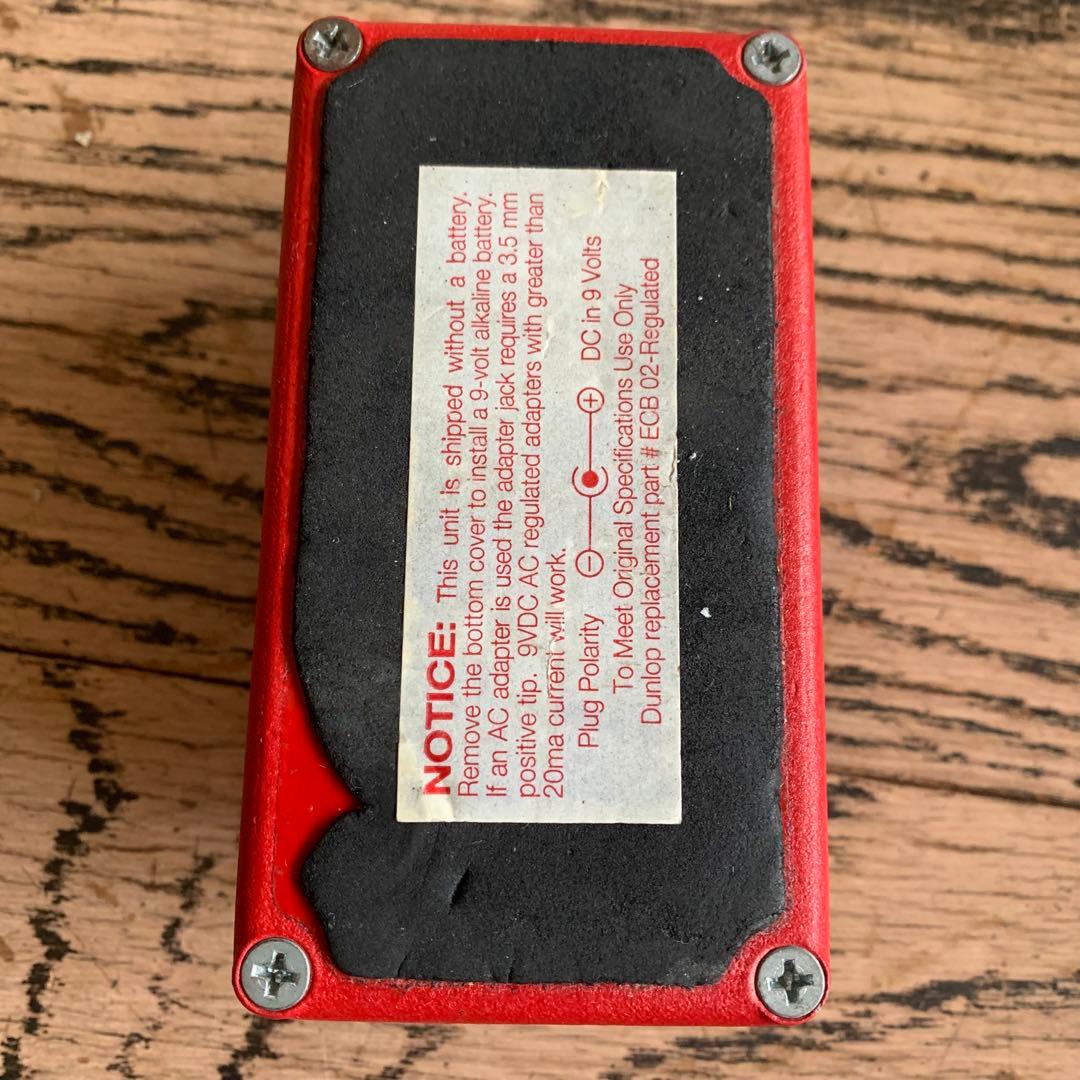 NOTICE: This unit is shipped without a battery.
Remove the bottom cover to install a 9-volt alkaline battery.
If an AC adapter is used the adapter jack requires a 3.5 mm
positive tip. 9VDC AC regulated adapters with greater than
20ma current will work.
Plug Polarity - + DC in 9 Volts
To Meet Original Specifications Use Only
Dunlop replacement part # ECB 02-Regulated